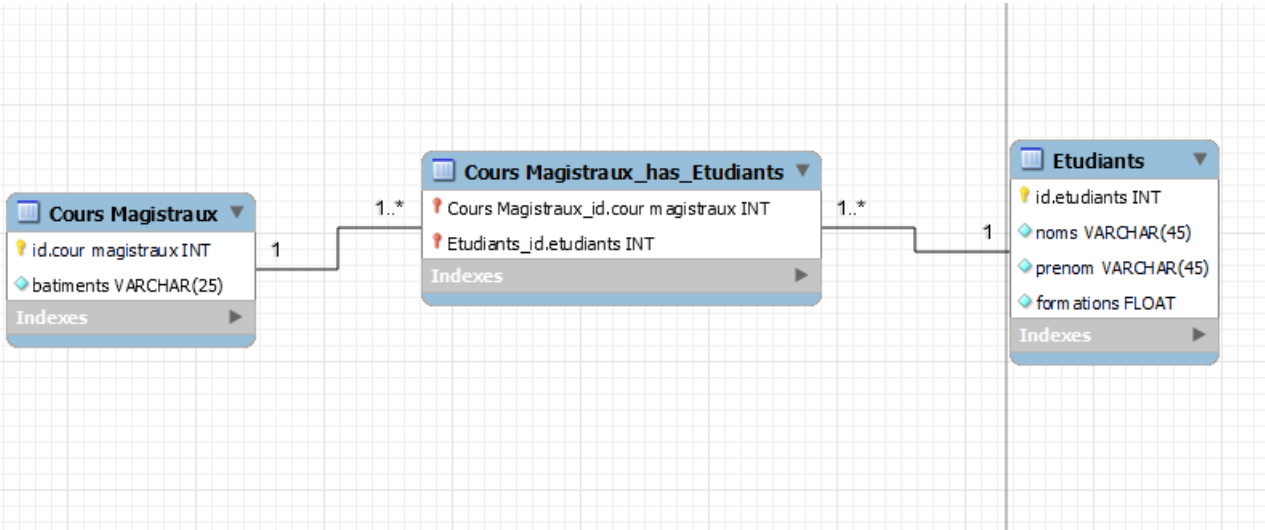 Cours Magistraux
id.cour magistraux INT
batiments VARCHAR(25)
Indexes
1
1..*
Cours Magistraux_has_Etudiants
Cours Magistraux_id.cour magistraux INT
Etudiants_id.etudiants INT
Indexes
1..*
1
Etudiants
id.etudiants INT
noms VARCHAR(45)
prenom VARCHAR(45)
formations FLOAT
Indexes